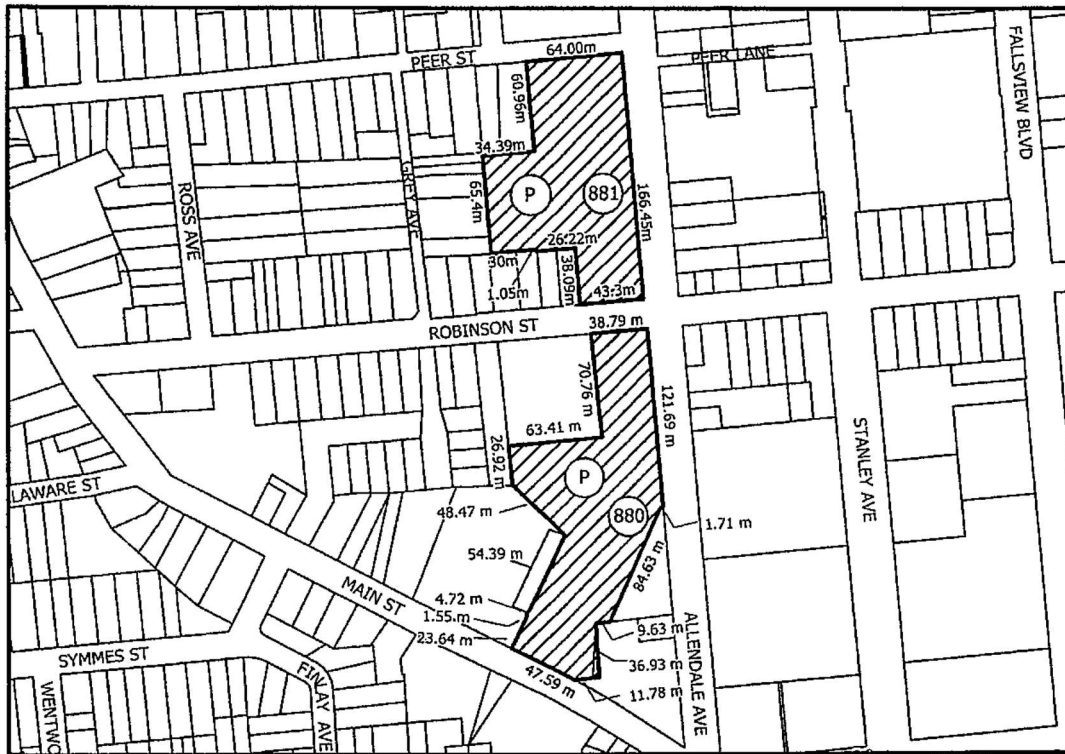 64.00m
PEER ST
PEER LANE
FALLSVIEW BLVD
60.96m
34.39m
GREY AVE
ROSS AVE
65.4m
P
881
166.45m
26.22m
30m
1.05m
38.09m
43.3m
ROBINSON ST
38.79 m
70.76 m
121.69 m
63.41 m
26.92 m
STANLEY AVE
P
LAWARE ST
48.47 m
880
1.71 m
54.39 m
84.63 m
MAIN ST
4.72 m
1.55m
23.64 m
9.63 m
ALLENDALE AVE
SYMMES ST
FINLAY AVE
36.93 m
47.59 m
11.78 m
WENTWO